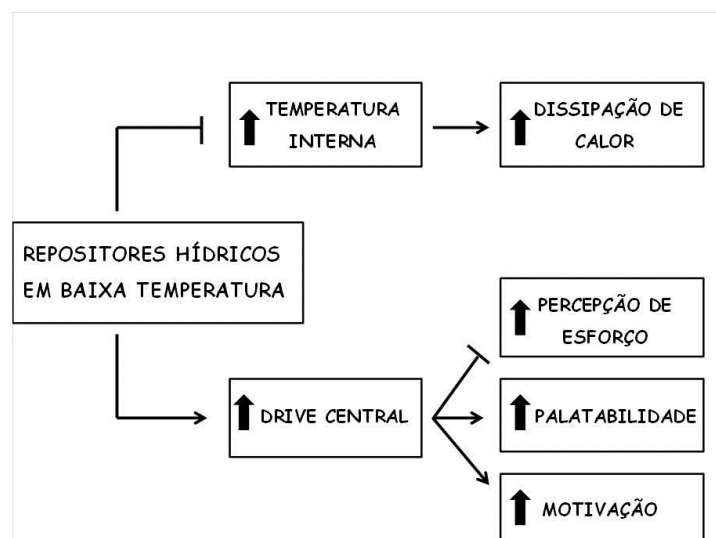 TEMPERATURA
INTERNA
DISSIPAÇÃO DE
CALOR
REPOSITORES HÍDRICOS
EM BAIXA TEMPERATURA
PERCEPÇÃO DE
ESFORÇO
DRIVE CENTRAL
PALATABILIDADE
MOTIVAÇÃO